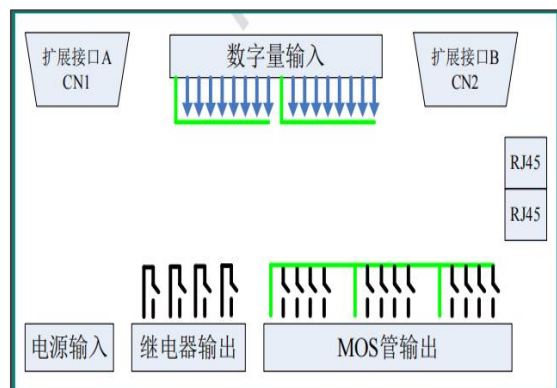 扩展接口A
CN1
数字量输入
扩展接口B
CN2
RJ45
RJ45
电源输入
继电器输出
MOS管输出